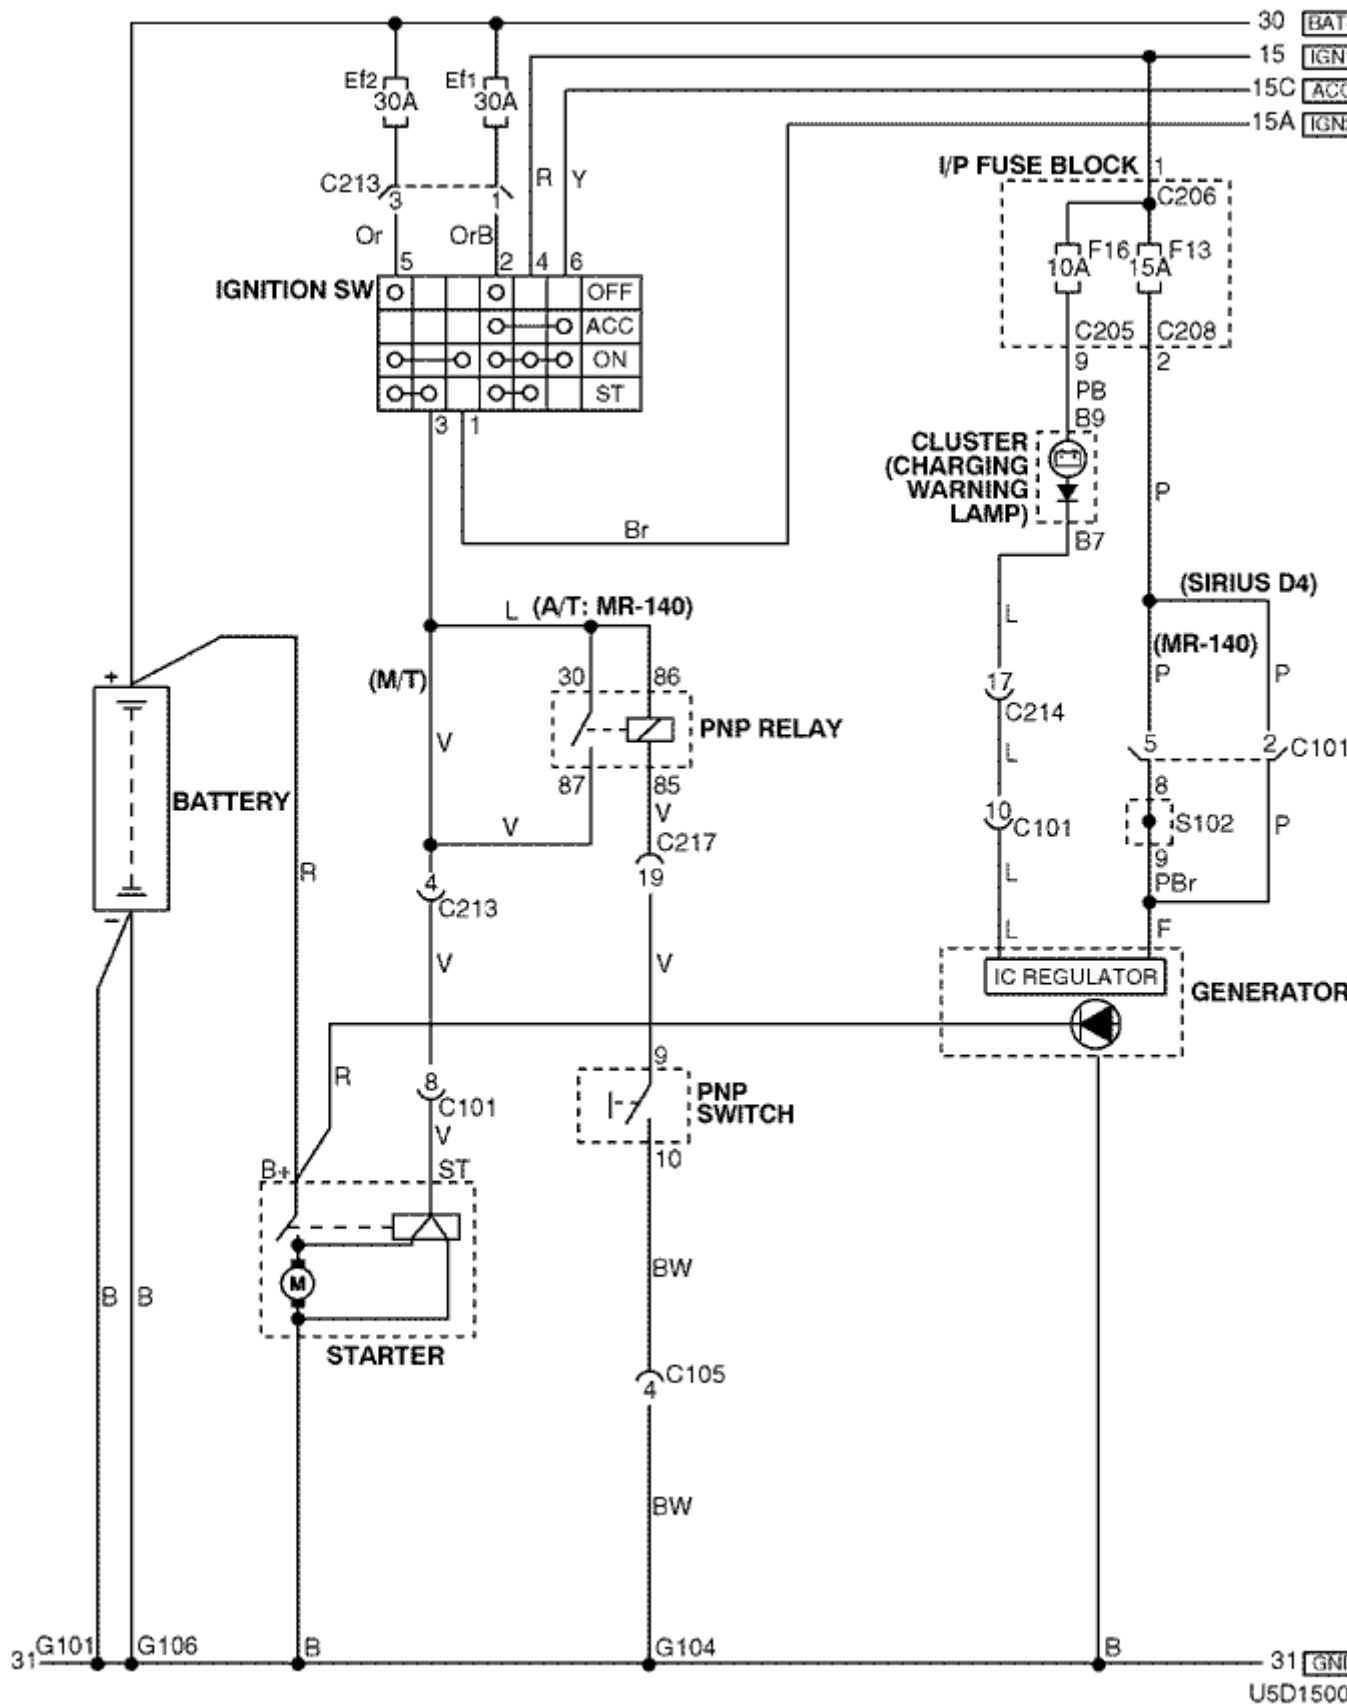 30 BAT+
15 IGN
15C ACC
15A IGN
Ef2 30A
Ef1 30A
R Y
C213 3 1
Or OrB
5 2 4 6
I/P FUSE BLOCK 1
C206
F16 10A
F13 15A
C205 C208
9 2
PB
B9
IGNITION SW
OFF
ACC
ON
ST
3 1
CLUSTER
(CHARGING
WARNING
LAMP)
P
B7
Br
(SIRIUS D4)
L (A/T: MR-140)
L
(MR-140)
(M/T)
30 86
P P
17
C214
+
PNP RELAY
V
L
5 2 C101
87 85
8
BATTERY
V
V
10
C101
S102
P
C217
9
R
4
19
L
PBr
C213
−
L F
V V
IC REGULATOR
GENERATOR
9
R
8
PNP
SWITCH
C101
V
10
B+ ST
BW
B B
M
STARTER
C105
4
BW
31 G101 G106 B G104 B 31
U5D1500